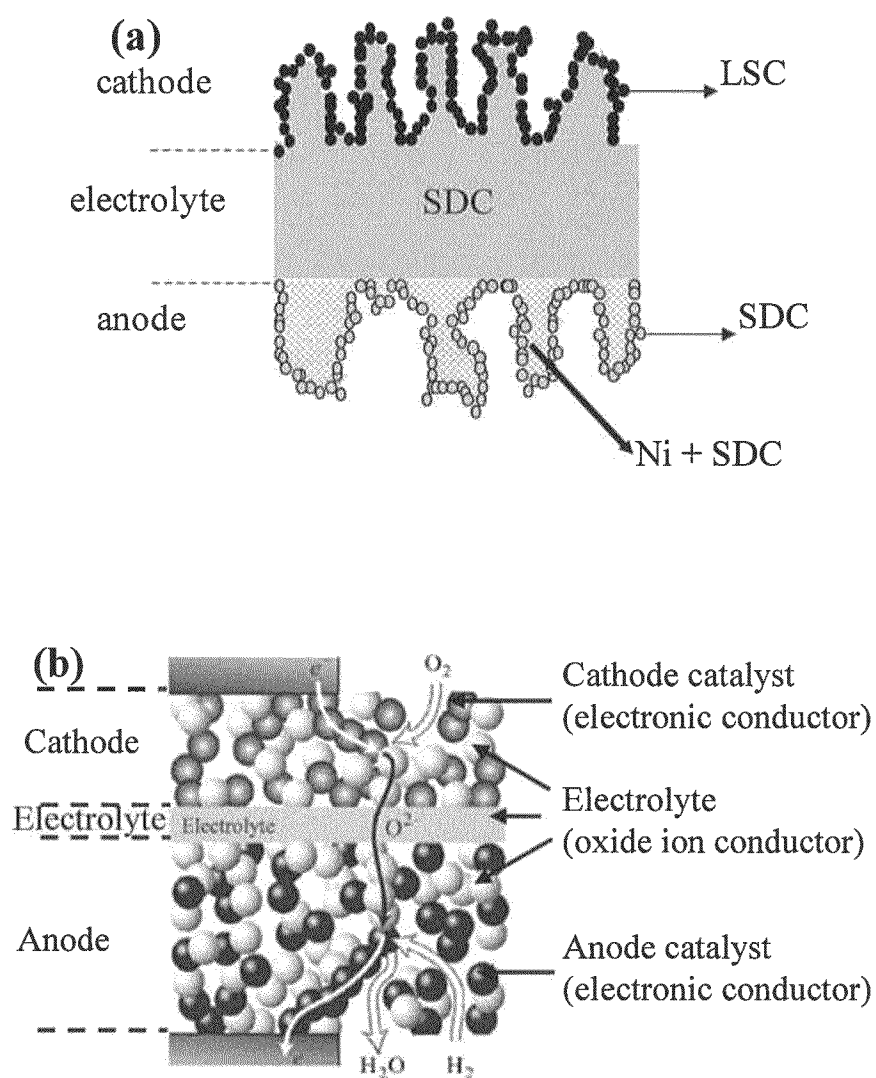 (a)
cathode
LSC
electrolyte
SDC
anode
SDC
Ni + SDC
(b)
e⁻
O₂
Cathode catalyst
(electronic conductor)
Cathode
Electrolyte
Electrolyte
O²⁻
Electrolyte
(oxide ion conductor)
Anode
Anode catalyst
(electronic conductor)
H₂O
H₂